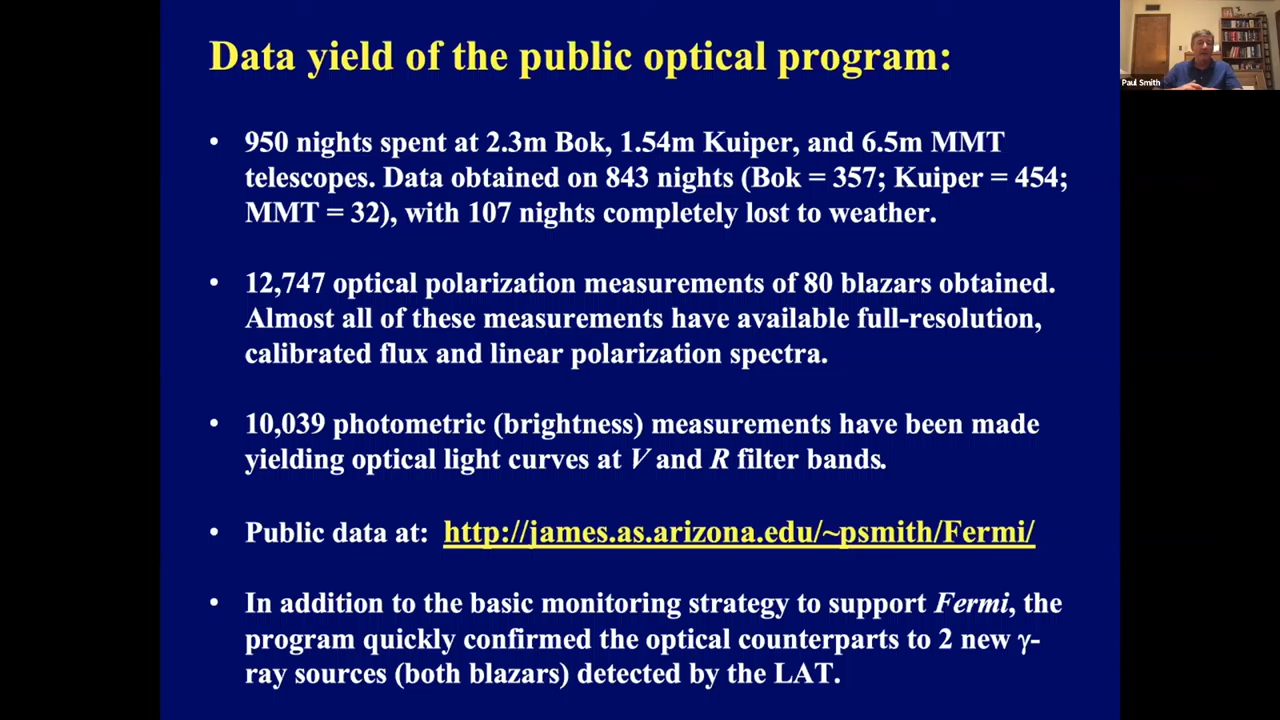 Data yield of the public optical program:
• 950 nights spent at 2.3m Bok, 1.54m Kuiper, and 6.5m MMT
telescopes. Data obtained on 843 nights (Bok = 357; Kuiper = 454;
MMT = 32), with 107 nights completely lost to weather.
• 12,747 optical polarization measurements of 80 blazars obtained.
Almost all of these measurements have available full-resolution,
calibrated flux and linear polarization spectra.
• 10,039 photometric (brightness) measurements have been made
yielding optical light curves at V and R filter bands.
• Public data at: http://james.as.arizona.edu/~psmith/Fermi/
• In addition to the basic monitoring strategy to support Fermi, the
program quickly confirmed the optical counterparts to 2 new γ-
ray sources (both blazars) detected by the LAT.
Paul Smith